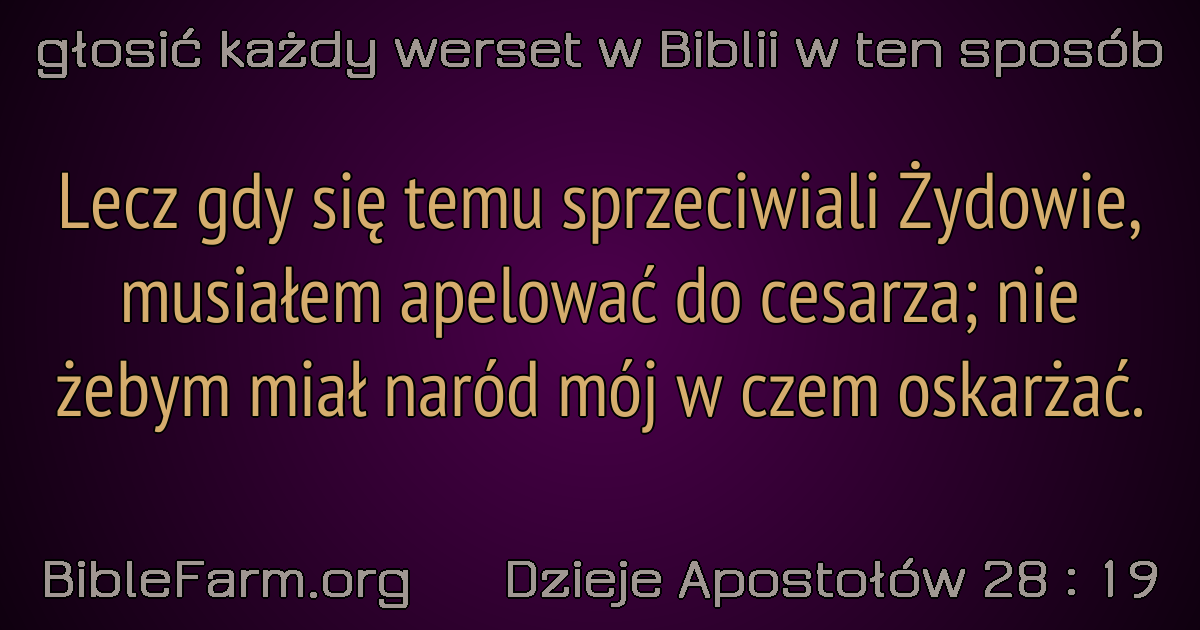 głosić każdy werset w Biblii w ten sposób
Lecz gdy się temu sprzeciwiali Żydowie,
musiałem apelować do cesarza; nie
żebym miał naród mój w czem oskarżać.
BibleFarm.org Dzieje Apostołów 28 : 19